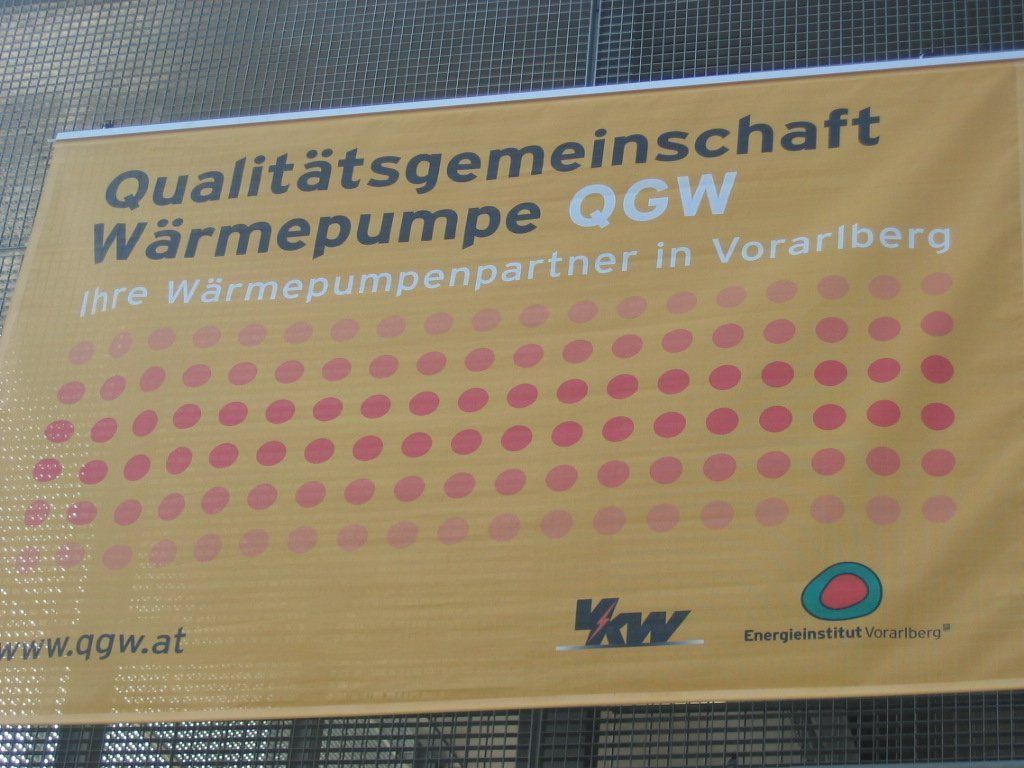 Qualitätsgemeinschaft
Wärmepumpe QGW
Ihre Wärmepumpenpartner in Vorarlberg
www.qgw.at
VKW
Energieinstitut Vorarlberg